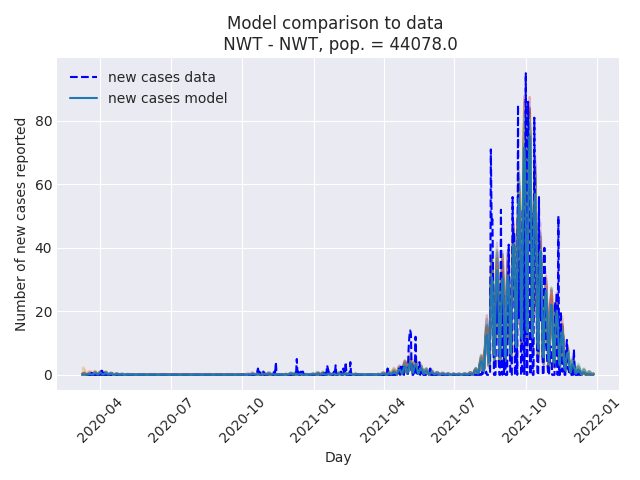 Model comparison to data
NWT - NWT, pop. = 44078.0
new cases data
new cases model
Number of new cases reported
80
60
40
20
0
2020-04
2020-07
2020-10
2021-01
2021-04
2021-07
2021-10
2022-01
Day